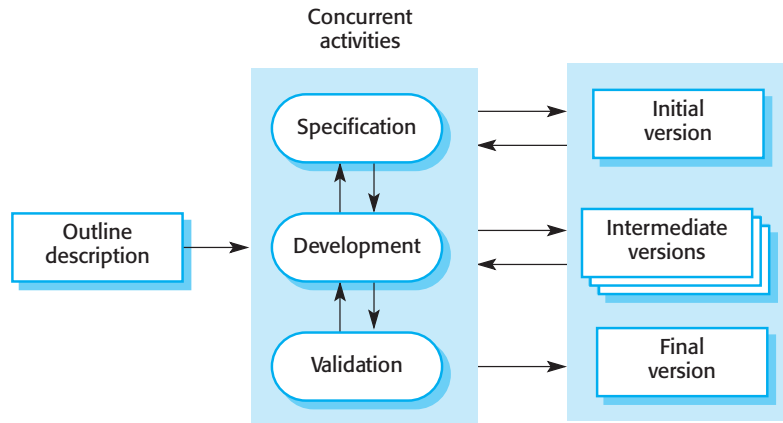 Concurrent
activities
Specification
Initial
version
Outline
description
Development
Intermediate
versions
Validation
Final
version